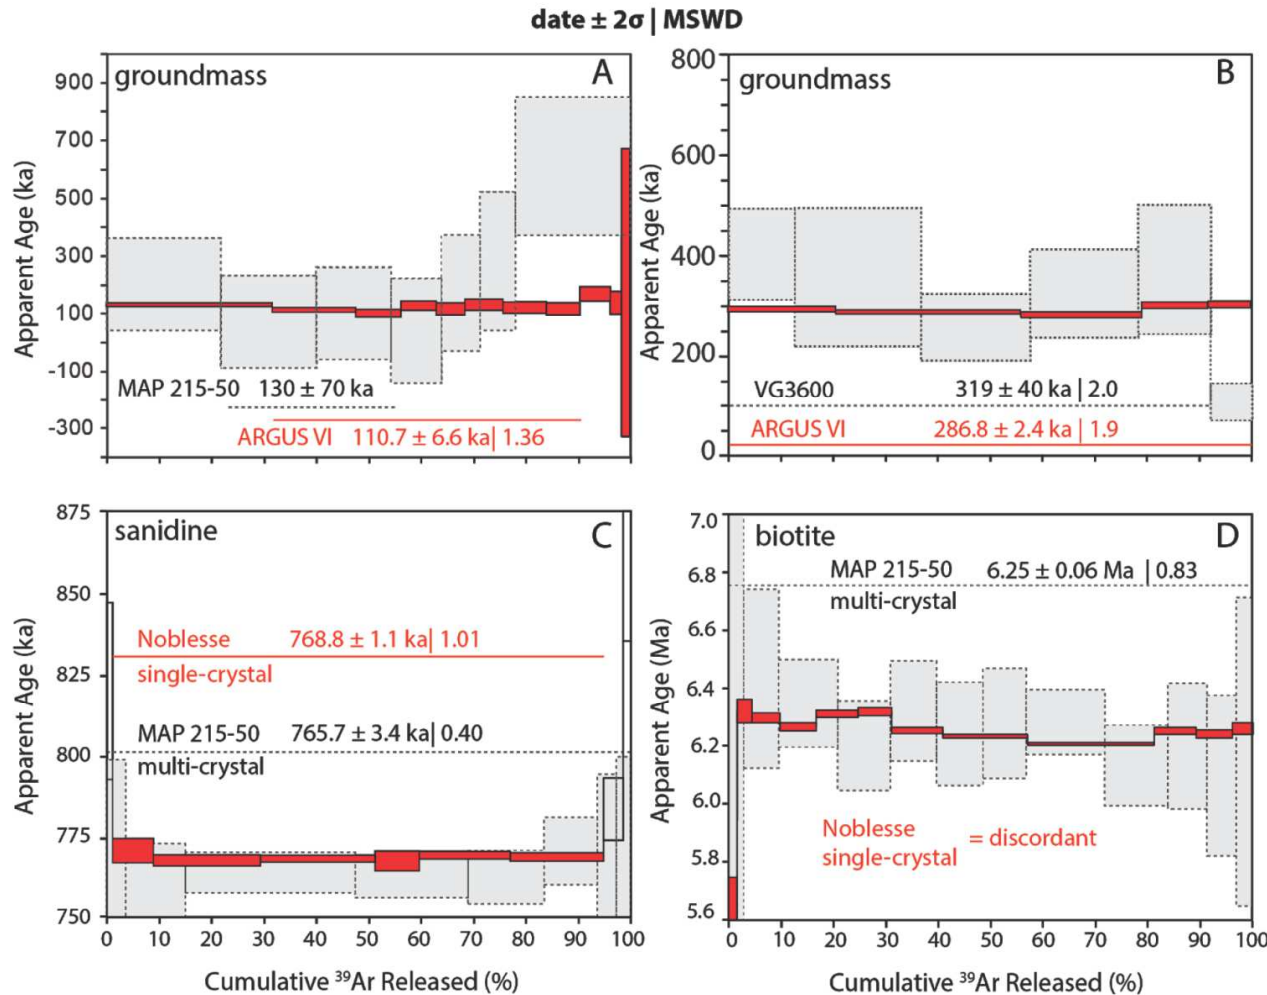 date ± 2σ | MSWD
A
groundmass
900
700
500
300
100
-100
-300
Apparent Age (ka)
MAP 215-50 130 ± 70 ka
ARGUS VI 110.7 ± 6.6 ka| 1.36
B
groundmass
800
600
400
200
0
Apparent Age (ka)
VG3600 319 ± 40 ka | 2.0
ARGUS VI 286.8 ± 2.4 ka | 1.9
C
sanidine
875
850
825
800
775
750
Apparent Age (ka)
Noblesse 768.8 ± 1.1 ka| 1.01
single-crystal
MAP 215-50 765.7 ± 3.4 ka| 0.40
multi-crystal
0 10 20 30 40 50 60 70 80 90 100
Cumulative ³⁹Ar Released (%)
D
biotite
7.0
6.8
6.6
6.4
6.2
6.0
5.8
5.6
Apparent Age (Ma)
MAP 215-50 6.25 ± 0.06 Ma | 0.83
multi-crystal
Noblesse
single-crystal = discordant
0 10 20 30 40 50 60 70 80 90 100
Cumulative ³⁹Ar Released (%)